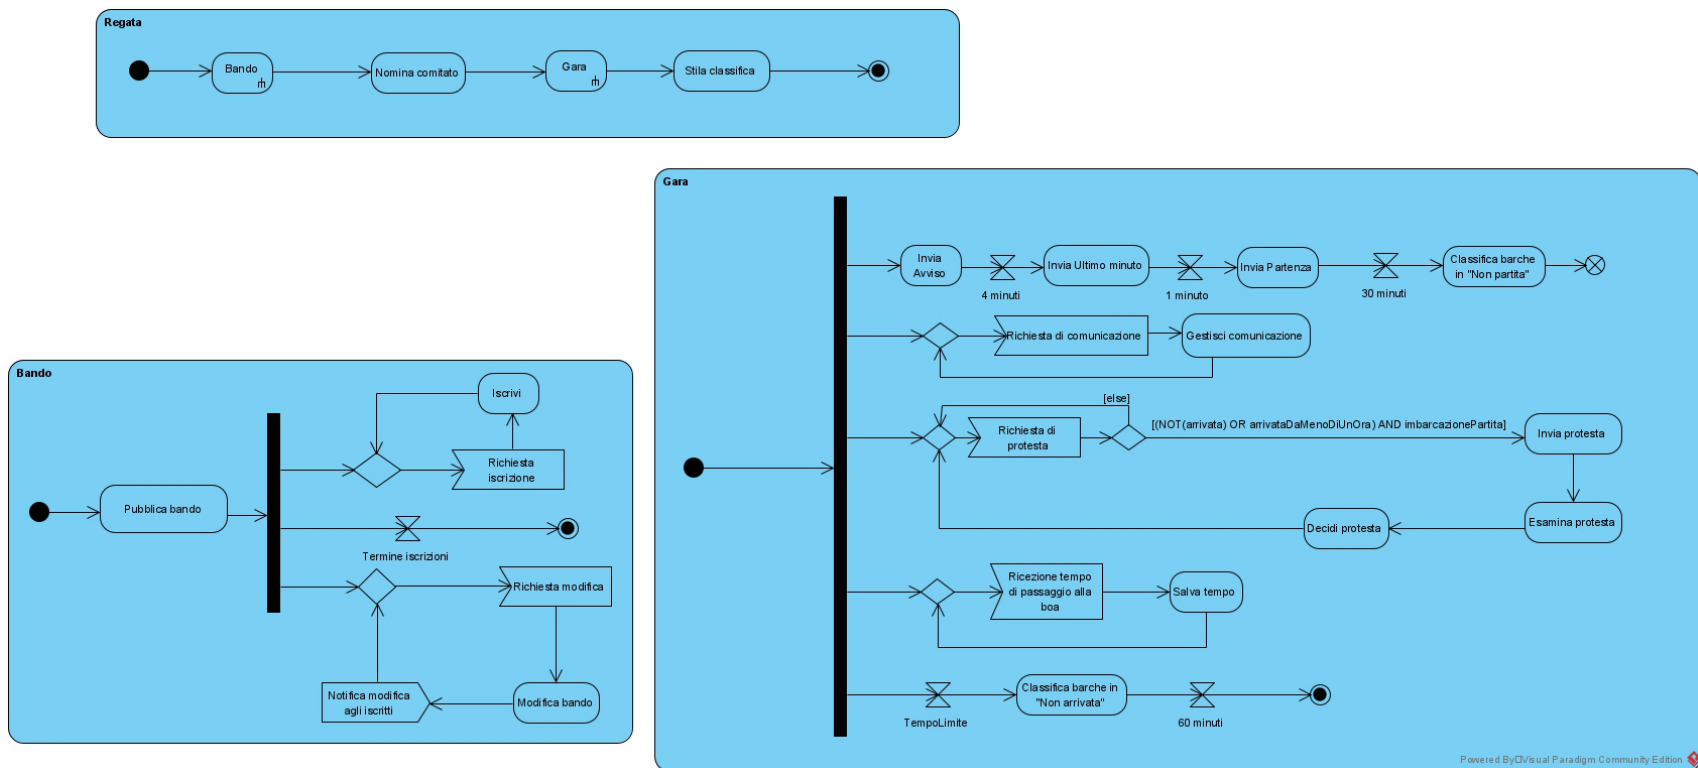 Regata
Bando
Nomina comitato
Gara
Stila classifica
Gara
Invia
Avviso
4 minuti
Invia Ultimo minuto
1 minuto
Invia Partenza
30 minuti
Classifica barche
in "Non partita"
Richiesta di comunicazione
Gestisci comunicazione
[else]
Richiesta di
protesta
[(NOT(arrivata) OR arrivataDaMenoDiUnOra) AND imbarcazionePartita]
Invia protesta
Esamina protesta
Decidi protesta
Ricezione tempo
di passaggio alla
boa
Salva tempo
TempoLimite
Classifica barche in
"Non arrivata"
60 minuti
Bando
Pubblica bando
Iscrivi
Richiesta
iscrizione
Termine iscrizioni
Richiesta modifica
Modifica bando
Notifica modifica
agli iscritti
Powered By□Visual Paradigm Community Edition